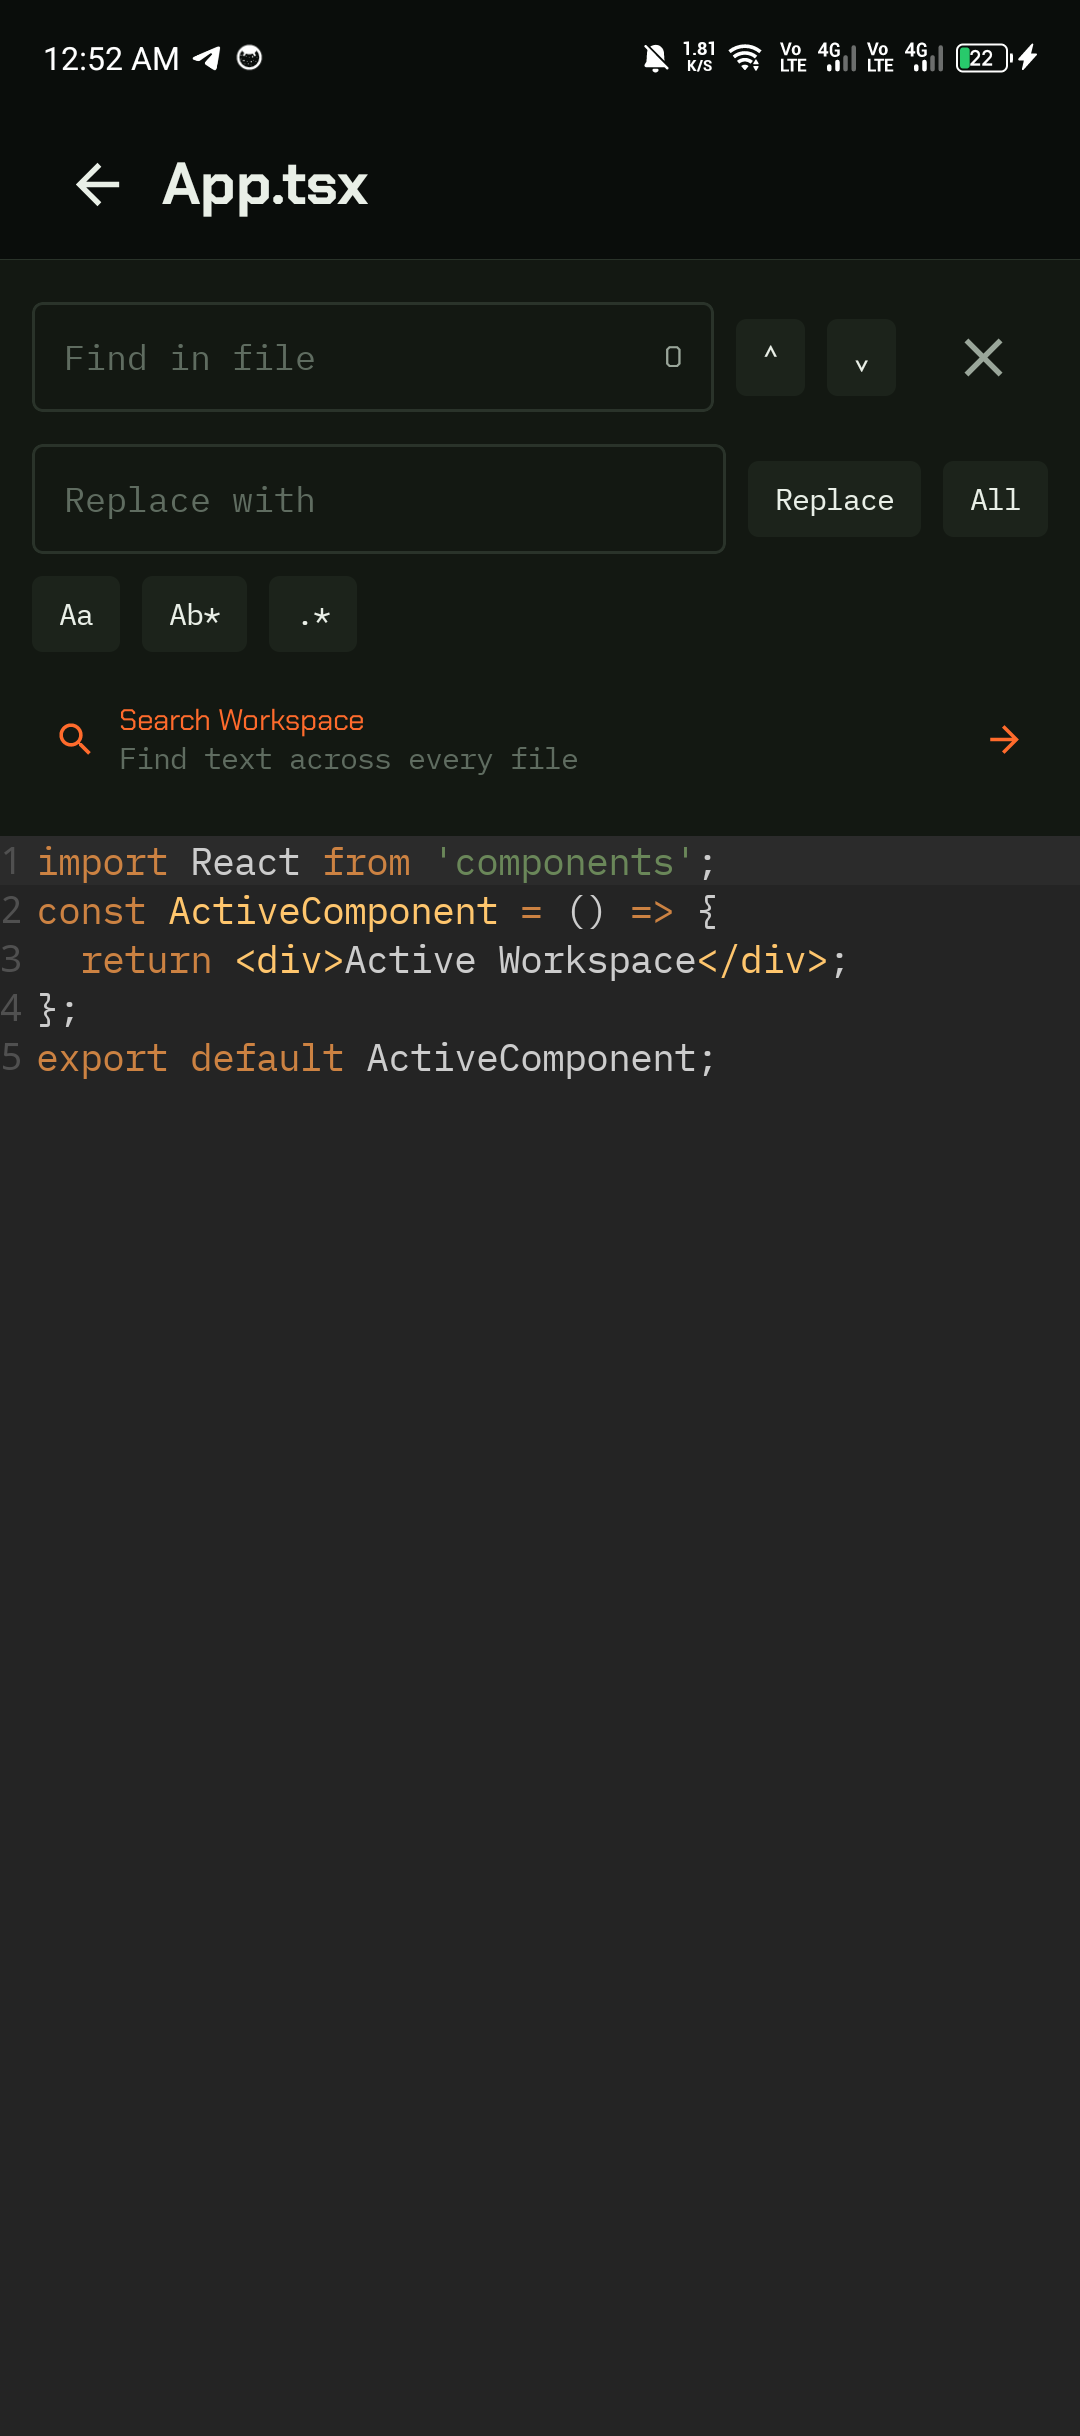 12:52 AM 1.81 K/S Vo LTE 4G Vo LTE 4G 22
App.tsx
Find in file 0 ^ v
Replace with Replace All
Aa Ab* .*
Search Workspace
Find text across every file
1 import React from 'components';
2 const ActiveComponent = () => {
3 return <div>Active Workspace</div>;
4 };
5 export default ActiveComponent;